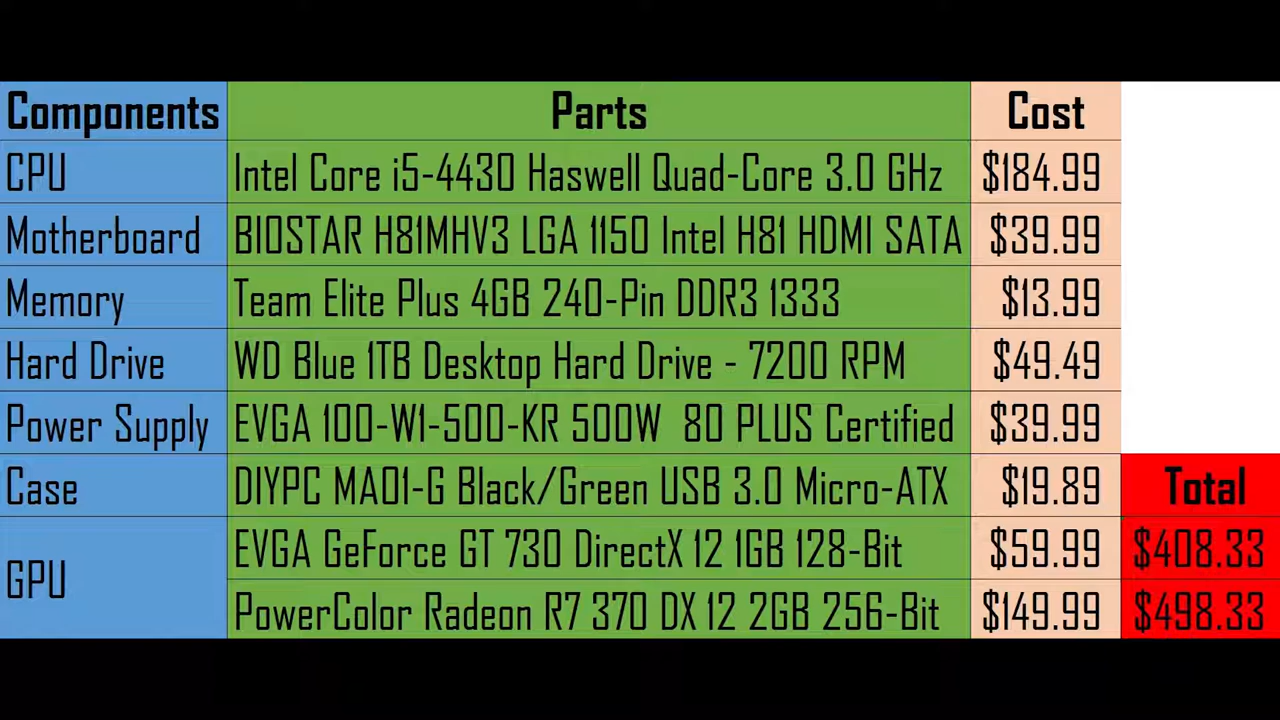 Components Parts Cost
CPU Intel Core i5-4430 Haswell Quad-Core 3.0 GHz $184.99
Motherboard BIOSTAR H81MHV3 LGA 1150 Intel H81 HDMI SATA $39.99
Memory Team Elite Plus 4GB 240-Pin DDR3 1333 $13.99
Hard Drive WD Blue 1TB Desktop Hard Drive - 7200 RPM $49.49
Power Supply EVGA 100-W1-500-KR 500W 80 PLUS Certified $39.99
Case DIYPC MA01-G Black/Green USB 3.0 Micro-ATX $19.89 Total
GPU EVGA GeForce GT 730 DirectX 12 1GB 128-Bit $59.99 $408.33
PowerColor Radeon R7 370 DX 12 2GB 256-Bit $149.99 $498.33